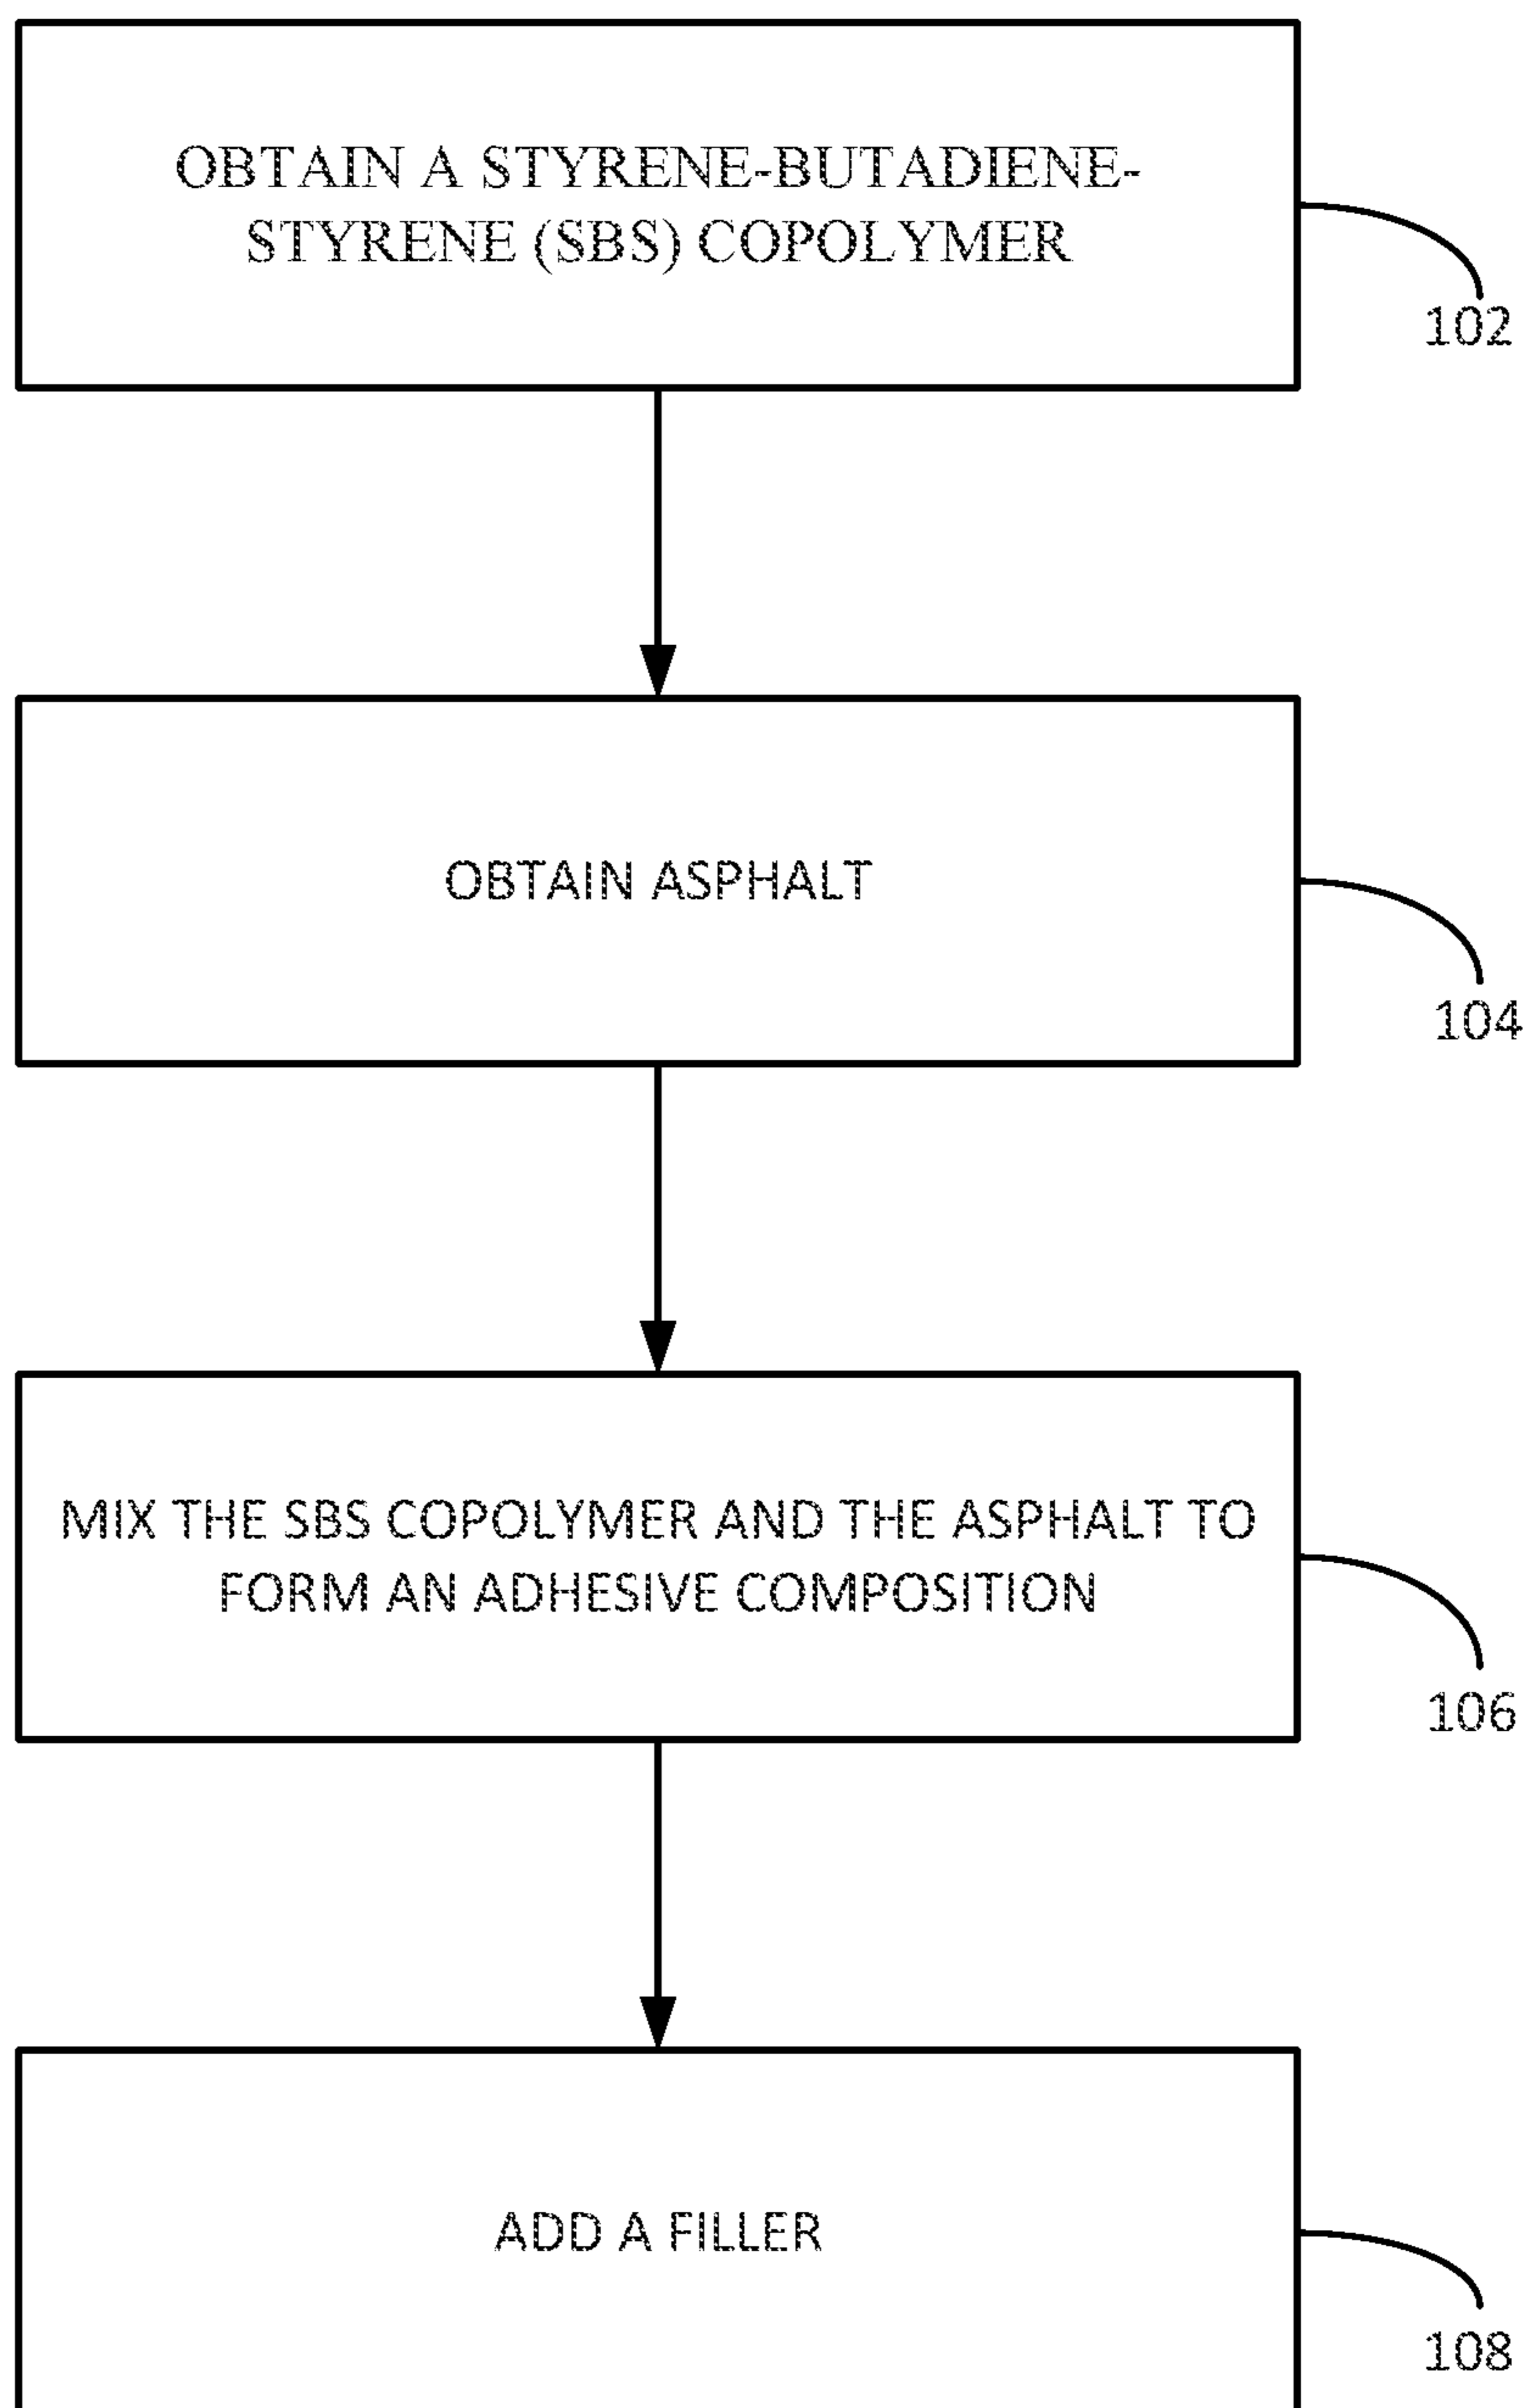 OBTAIN A STYRENE-BUTADIENE-
STYRENE (SBS) COPOLYMER
102
OBTAIN ASPHALT
104
MIX THE SBS COPOLYMER AND THE ASPHALT TO
FORM AN ADHESIVE COMPOSITION
106
ADD A FILLER
108